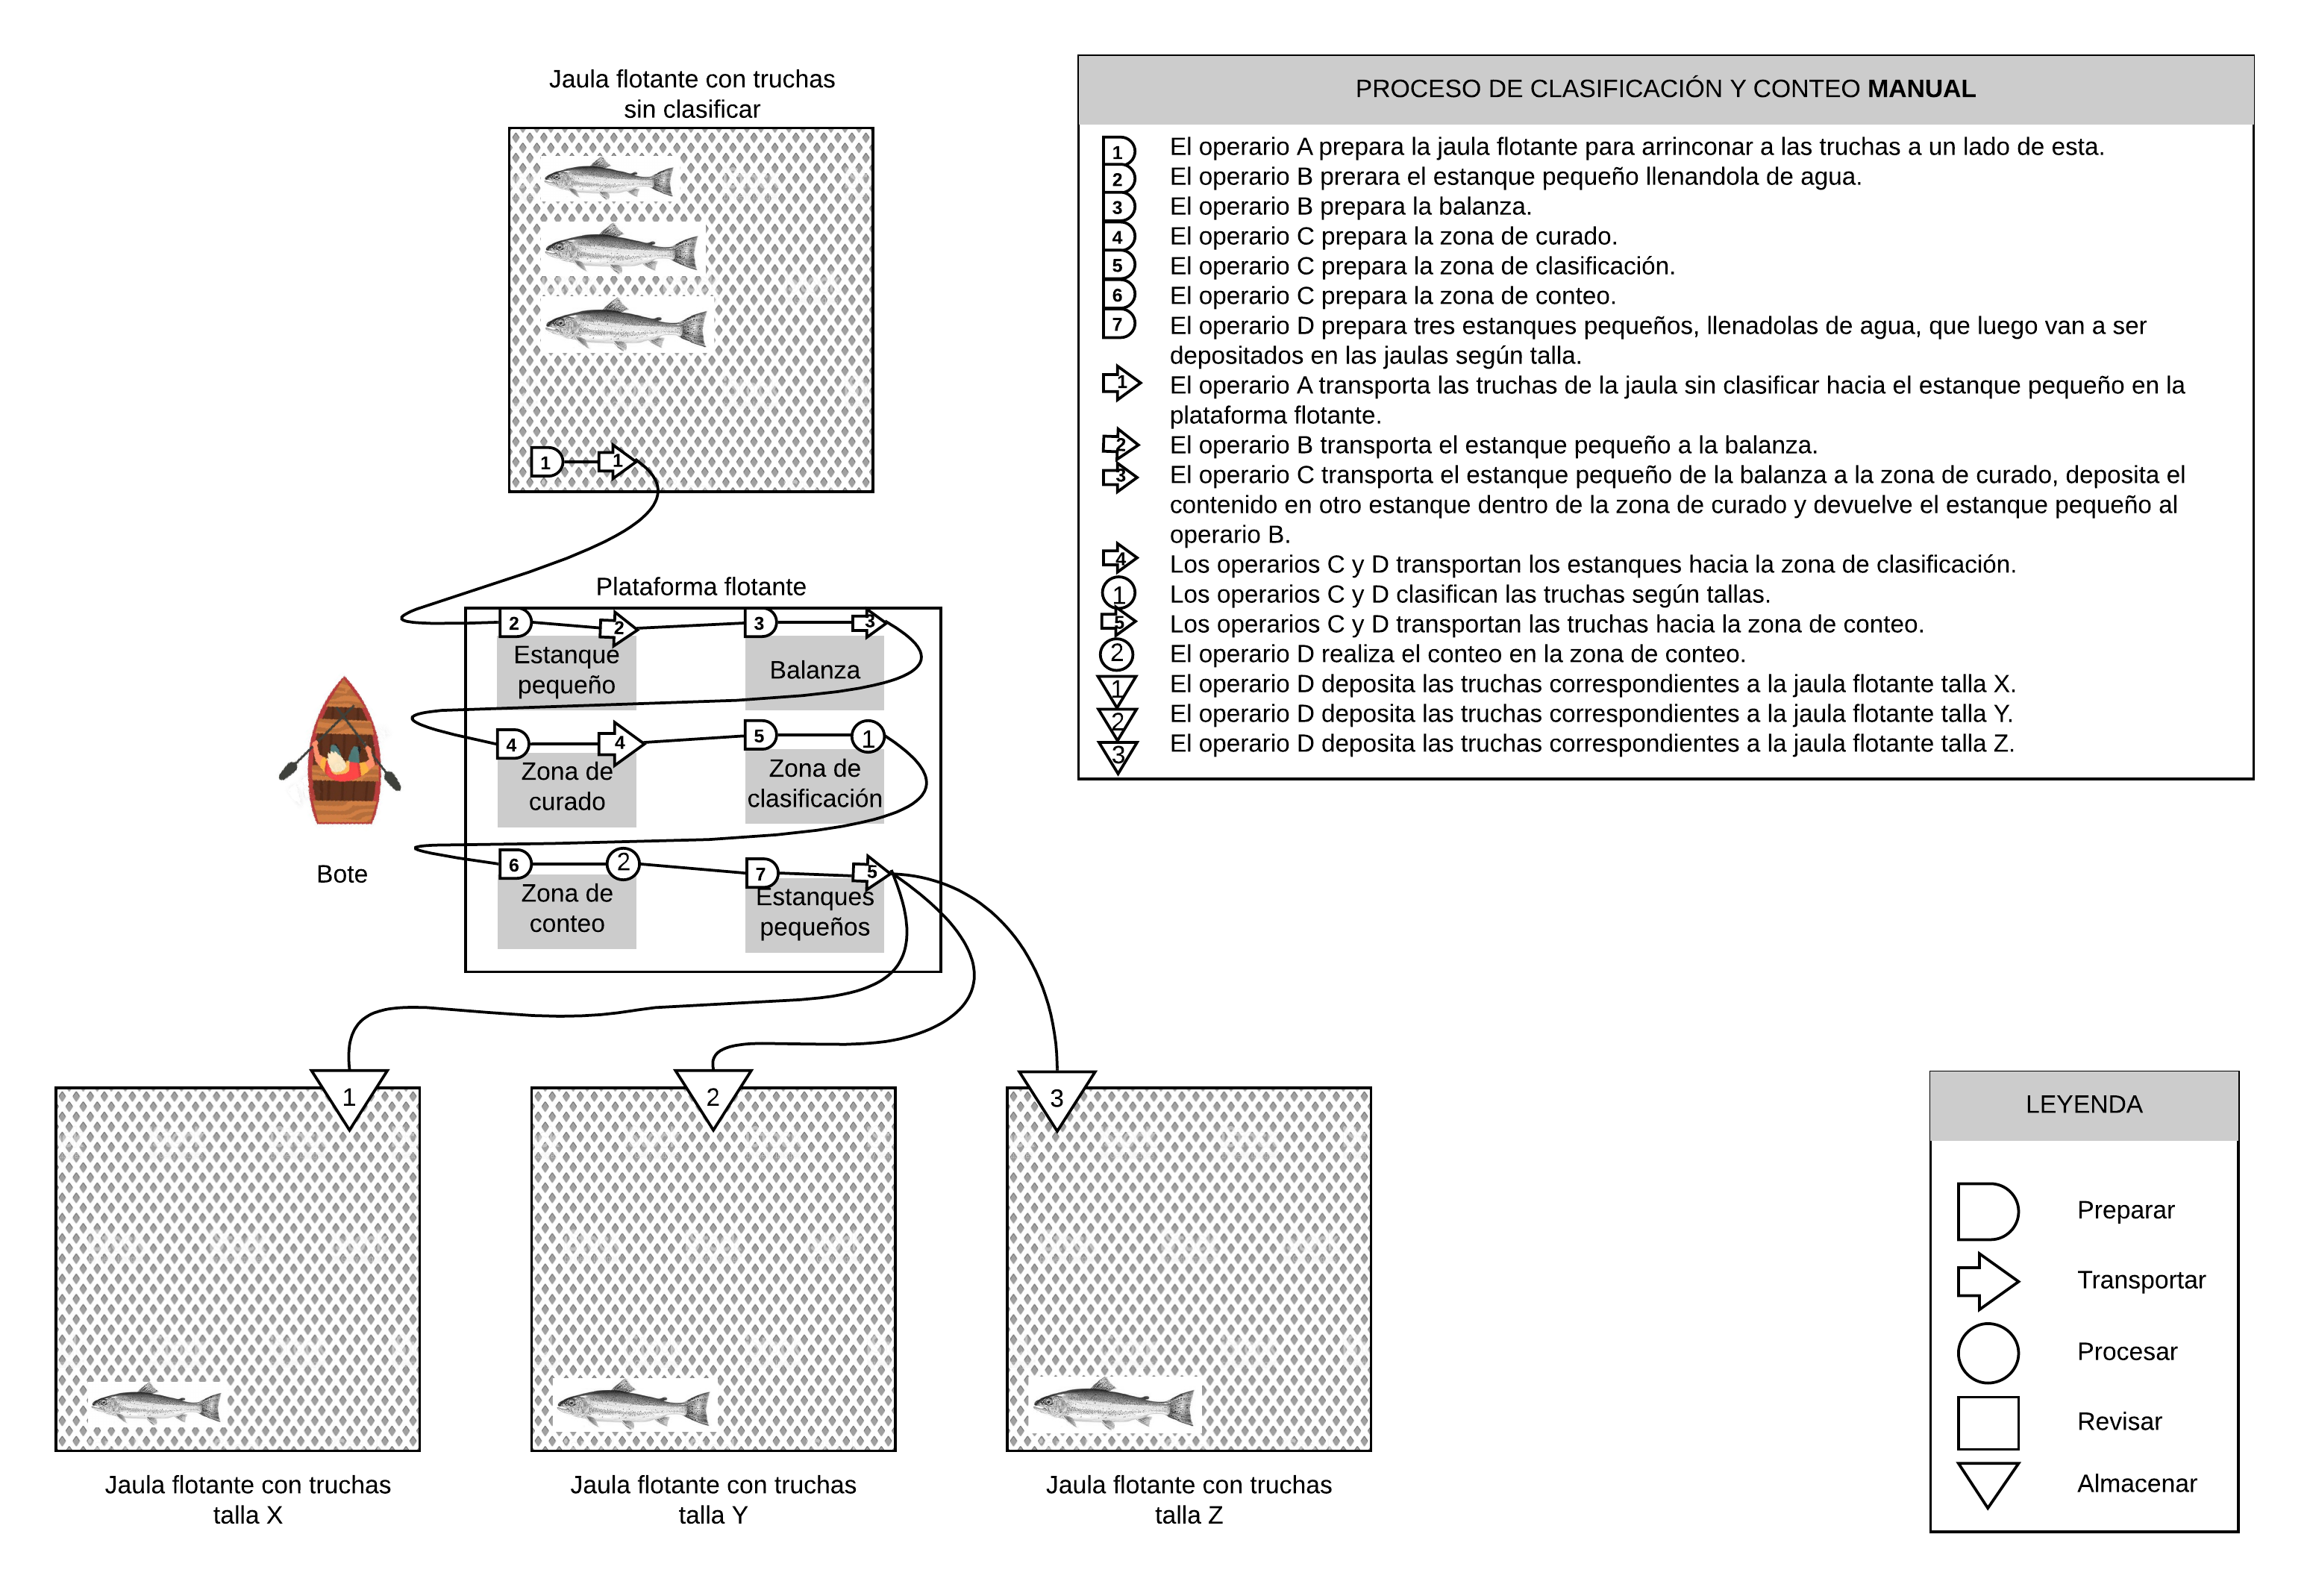 Jaula flotante con truchas
sin clasificar
1
1
Plataforma flotante
2
2
3
3
Estanque
pequeño
Balanza
4
4
5
1
Zona de
curado
Zona de
clasificación
6
2
7
5
Zona de
conteo
Estanques
pequeños
Bote
1
2
3
Jaula flotante con truchas
talla X
Jaula flotante con truchas
talla Y
Jaula flotante con truchas
talla Z
PROCESO DE CLASIFICACIÓN Y CONTEO MANUAL
1 El operario A prepara la jaula flotante para arrinconar a las truchas a un lado de esta.
2 El operario B prerara el estanque pequeño llenandola de agua.
3 El operario B prepara la balanza.
4 El operario C prepara la zona de curado.
5 El operario C prepara la zona de clasificación.
6 El operario C prepara la zona de conteo.
7 El operario D prepara tres estanques pequeños, llenadolas de agua, que luego van a ser
depositados en las jaulas según talla.
1 El operario A transporta las truchas de la jaula sin clasificar hacia el estanque pequeño en la
plataforma flotante.
2 El operario B transporta el estanque pequeño a la balanza.
3 El operario C transporta el estanque pequeño de la balanza a la zona de curado, deposita el
contenido en otro estanque dentro de la zona de curado y devuelve el estanque pequeño al
operario B.
4 Los operarios C y D transportan los estanques hacia la zona de clasificación.
1 Los operarios C y D clasifican las truchas según tallas.
5 Los operarios C y D transportan las truchas hacia la zona de conteo.
2 El operario D realiza el conteo en la zona de conteo.
1 El operario D deposita las truchas correspondientes a la jaula flotante talla X.
2 El operario D deposita las truchas correspondientes a la jaula flotante talla Y.
3 El operario D deposita las truchas correspondientes a la jaula flotante talla Z.
LEYENDA
Preparar
Transportar
Procesar
Revisar
Almacenar